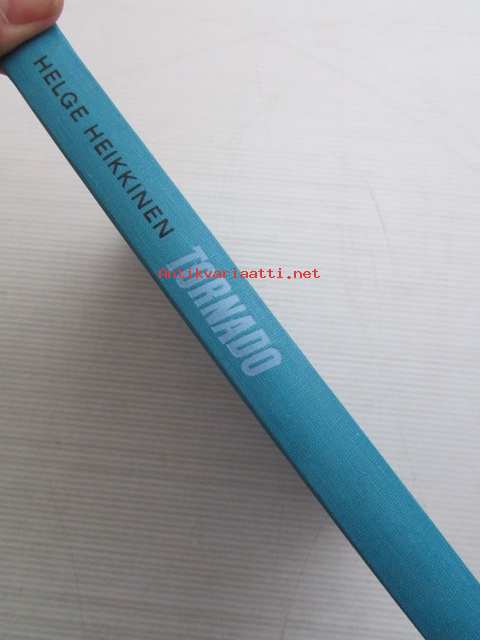 HELGE HEIKKINEN
TORNADO
Antikvariaatti.net